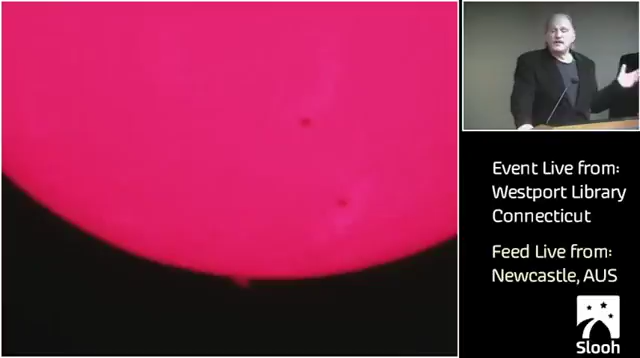 Event Live from:
Westport Library
Connecticut
Feed Live from:
Newcastle, AUS
Slooh